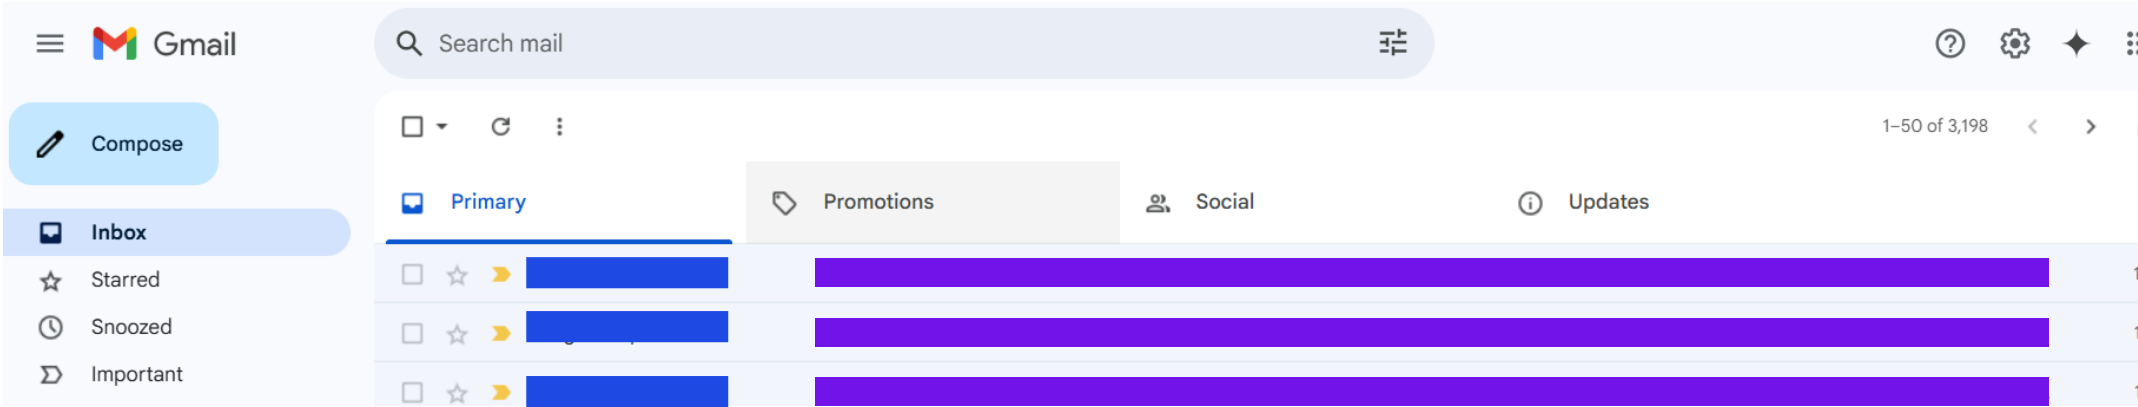 Gmail
Search mail
Compose
1–50 of 3,198
Primary
Promotions
Social
Updates
Inbox
Starred
Snoozed
Important